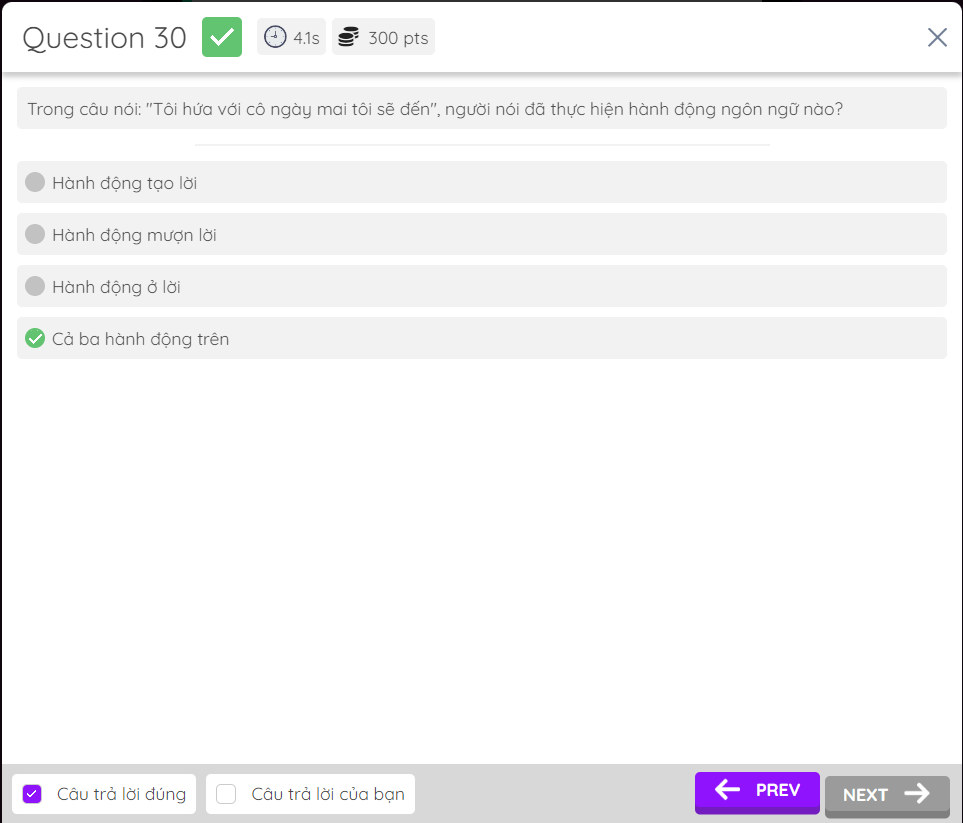 Question 30
4.1s
300 pts
Trong câu nói: "Tôi hứa với cô ngày mai tôi sẽ đến", người nói đã thực hiện hành động ngôn ngữ nào?
Hành động tạo lời
Hành động mượn lời
Hành động ở lời
Cả ba hành động trên
Câu trả lời đúng
Câu trả lời của bạn
PREV
NEXT